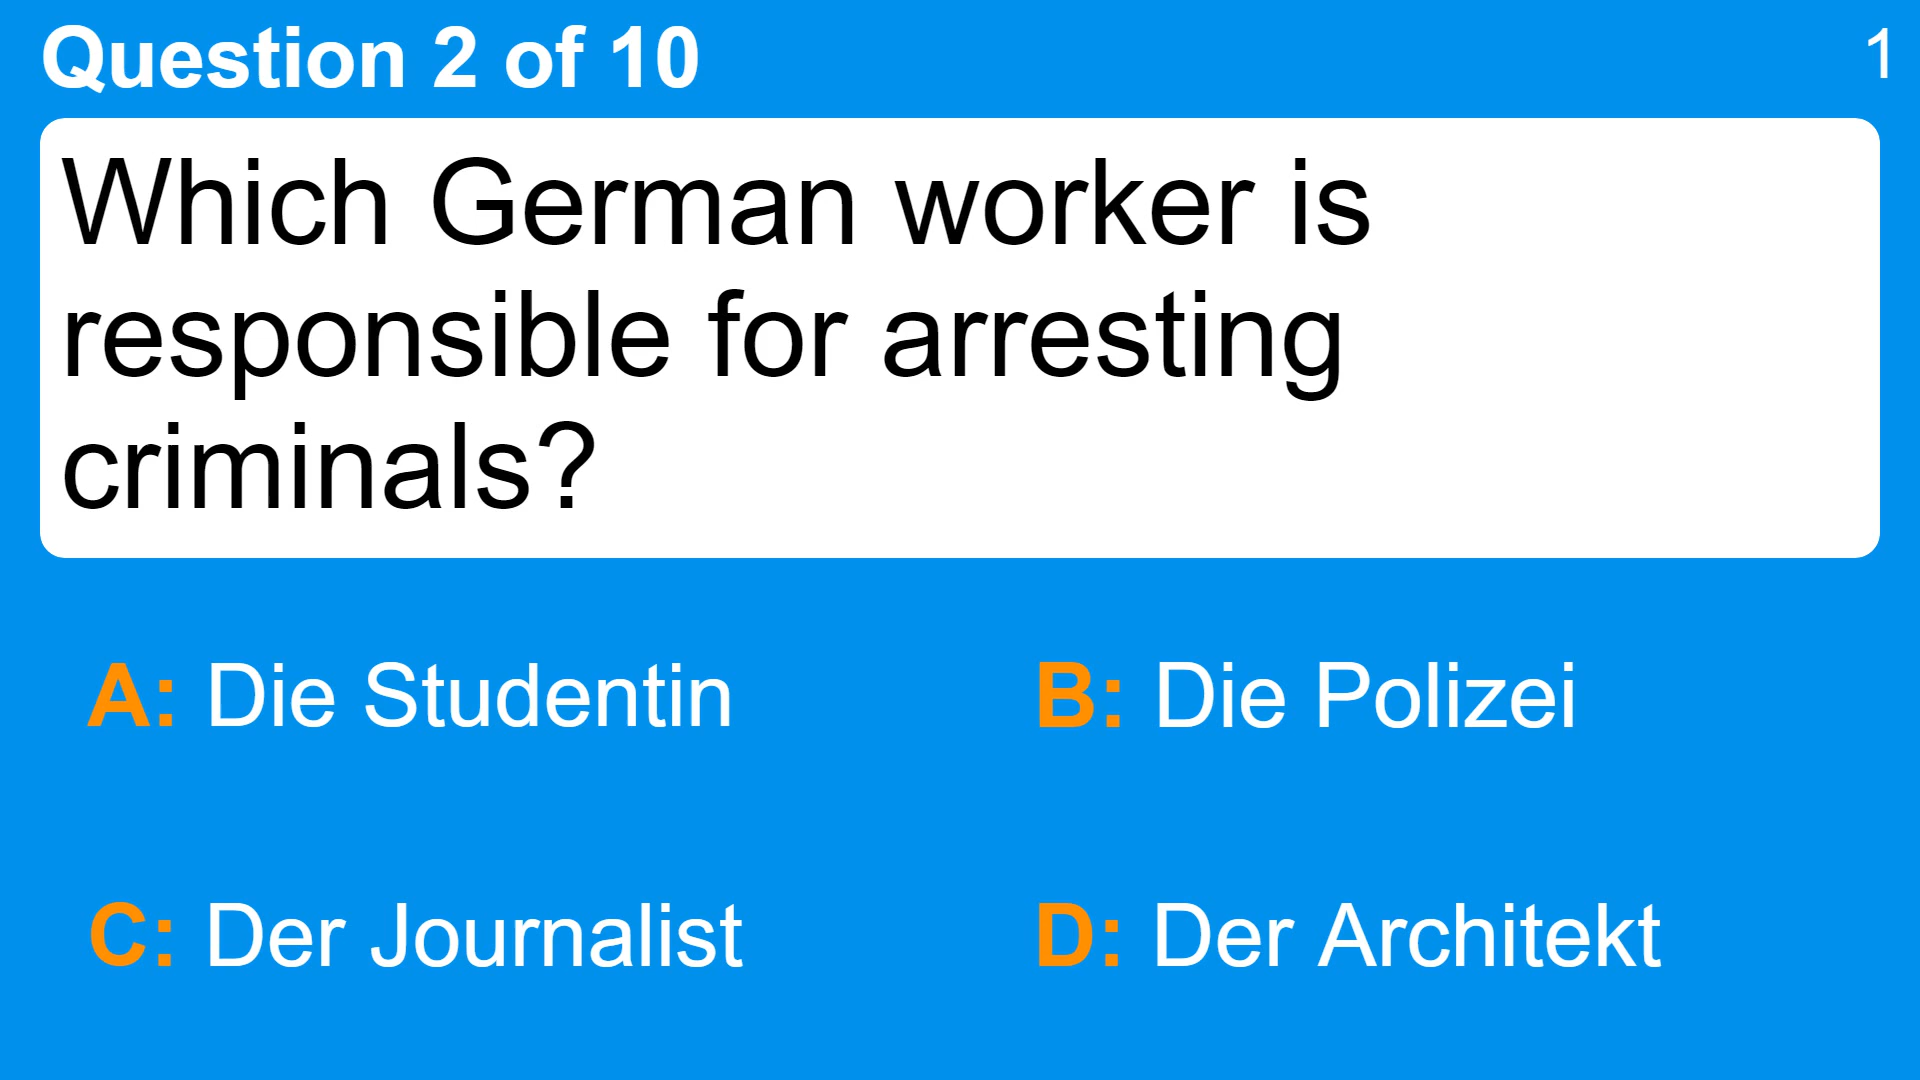 Question 2 of 10
1
Which German worker is
responsible for arresting
criminals?
A: Die Studentin
B: Die Polizei
C: Der Journalist
D: Der Architekt